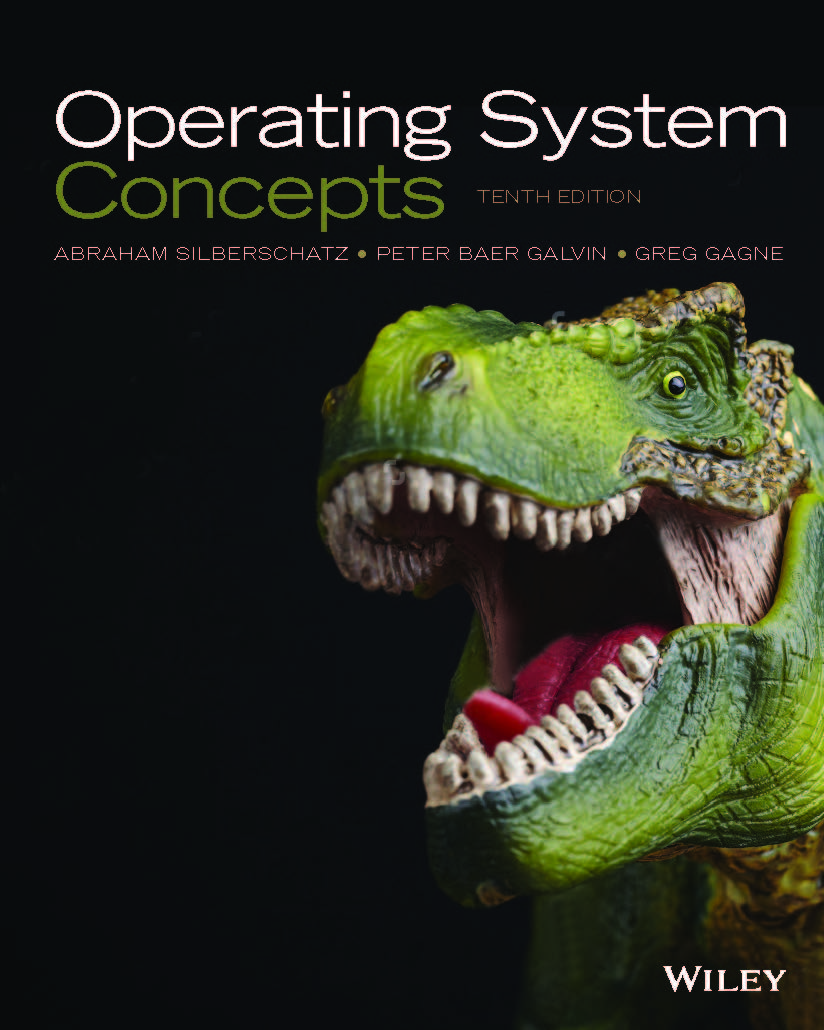 Operating System
Concepts TENTH EDITION
ABRAHAM SILBERSCHATZ • PETER BAER GALVIN • GREG GAGNE
WILEY